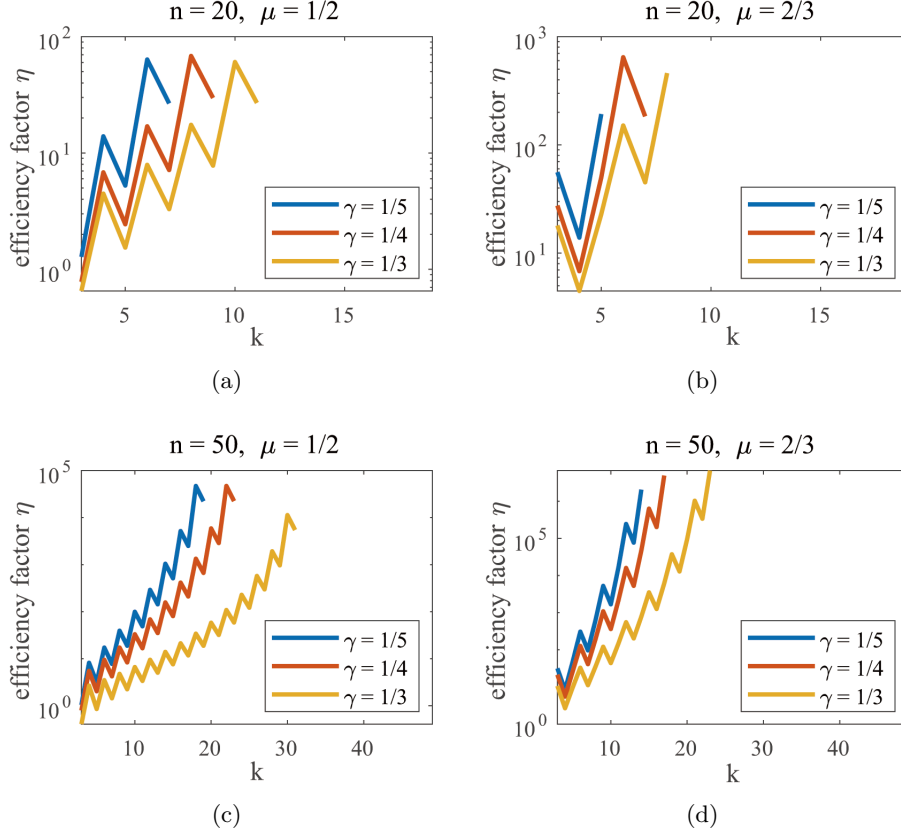 n = 20, μ = 1/2
efficiency factor η
10^2
10^1
10^0
5
10
15
k
γ = 1/5
γ = 1/4
γ = 1/3
(a)
n = 20, μ = 2/3
efficiency factor η
10^3
10^2
10^1
5
10
15
k
γ = 1/5
γ = 1/4
γ = 1/3
(b)
n = 50, μ = 1/2
efficiency factor η
10^5
10^0
10
20
30
40
k
γ = 1/5
γ = 1/4
γ = 1/3
(c)
n = 50, μ = 2/3
efficiency factor η
10^5
10^0
10
20
30
40
k
γ = 1/5
γ = 1/4
γ = 1/3
(d)